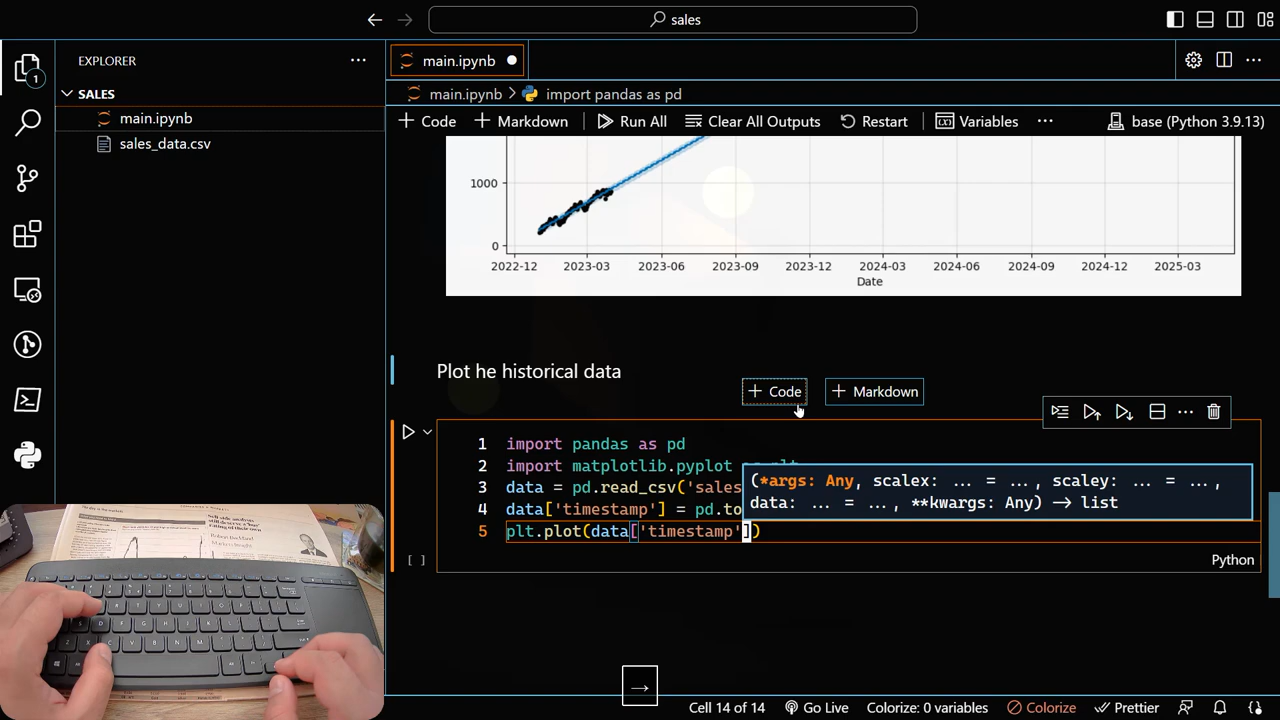 sales
EXPLORER
SALES
main.ipynb
sales_data.csv
1
main.ipynb
main.ipynb > import pandas as pd
+ Code + Markdown Run All Clear All Outputs Restart Variables ··· base (Python 3.9.13)
1000
0
2022-12 2023-03 2023-06 2023-09 2023-12 2024-03 2024-06 2024-09 2024-12 2025-03
Date
Plot he historical data
+ Code + Markdown
1 import pandas as pd
2 import matplotlib.pyplot as plt
3 data = pd.read_csv('sales
4 data['timestamp'] = pd.to
5 plt.plot(data['timestamp'])
(*args: Any, scalex: ... = ..., scaley: ... = ...,
data: ... = ..., **kwargs: Any) -> list
[ ]
Python
→
Cell 14 of 14 Go Live Colorize: 0 variables Colorize Prettier